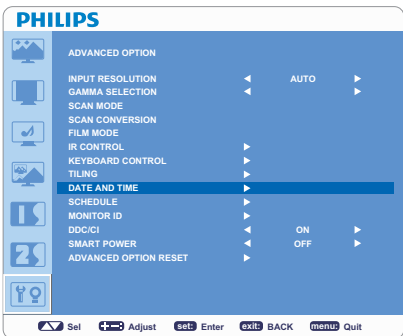 PHILIPS
ADVANCED OPTION
INPUT RESOLUTION AUTO
GAMMA SELECTION
SCAN MODE
SCAN CONVERSION
FILM MODE
IR CONTROL
KEYBOARD CONTROL
TILING
DATE AND TIME
SCHEDULE
MONITOR ID
DDC/CI ON
SMART POWER OFF
ADVANCED OPTION RESET
Sel Adjust set: Enter exit: BACK menu: Quit